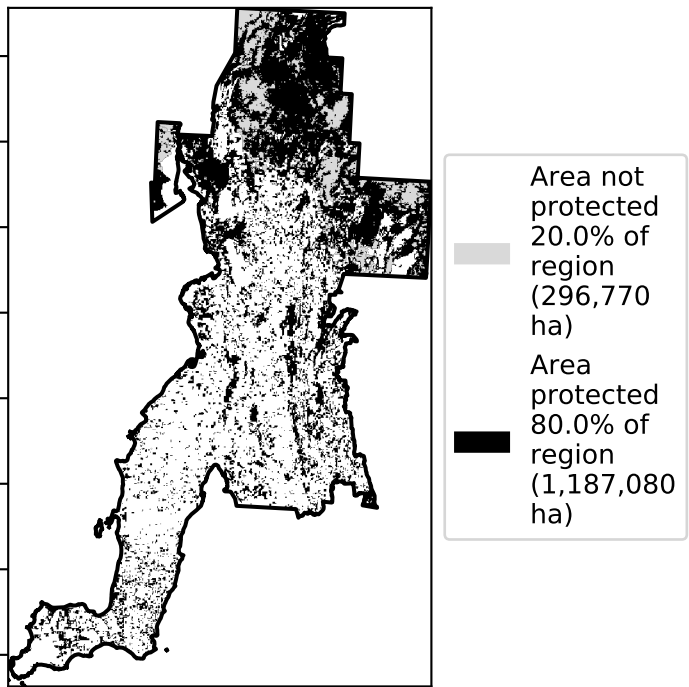 Area not
protected
20.0% of
region
(296,770
ha)
Area
protected
80.0% of
region
(1,187,080
ha)